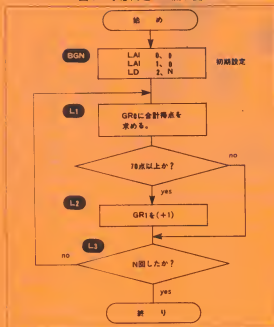 始 め
BGN
LAI 0、0
LAI 1、0
LD 2、N
初期設定
L1
GR0に合計得点を
求める。
70点以上か?
no
yes
L2
GR1を(+1)
L3
no
N回したか?
yes
終 り